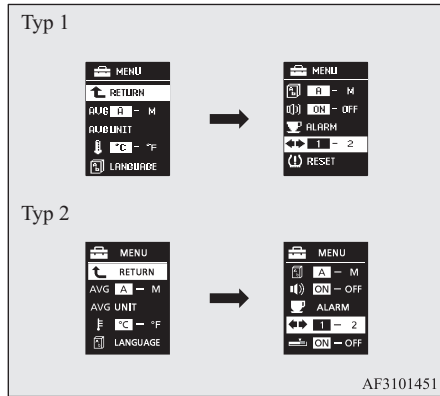 Typ 1
MENU
RETURN
AVG A - M
AVG UNIT
°C - °F
LANGUAGE
MENU
A - M
ON - OFF
ALARM
1 - 2
RESET
Typ 2
MENU
RETURN
AVG A - M
AVG UNIT
°C - °F
LANGUAGE
MENU
A - M
ON - OFF
ALARM
1 - 2
ON - OFF
AF3101451